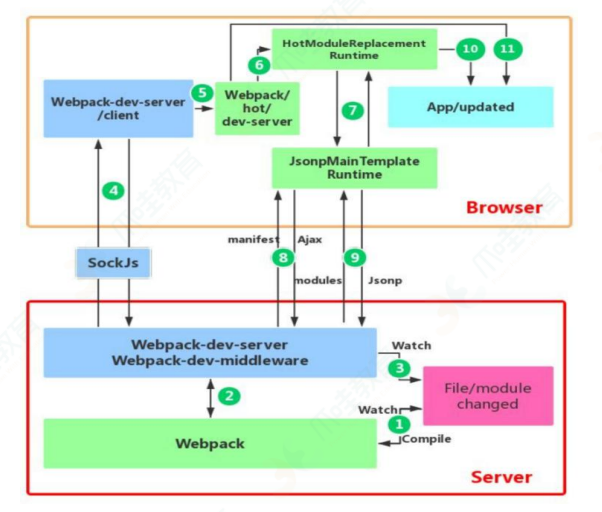 HotModuleReplacement
Runtime
10
11
6
5
Webpack-dev-server
/client
Webpack/
hot/
dev-server
App/updated
7
JsonpMainTemplate
Runtime
4
Browser
manifest
Ajax
8
9
SockJs
modules
Jsonp
Webpack-dev-server
Webpack-dev-middleware
Watch
3
File/module
changed
2
Watch
1
Compile
Webpack
Server